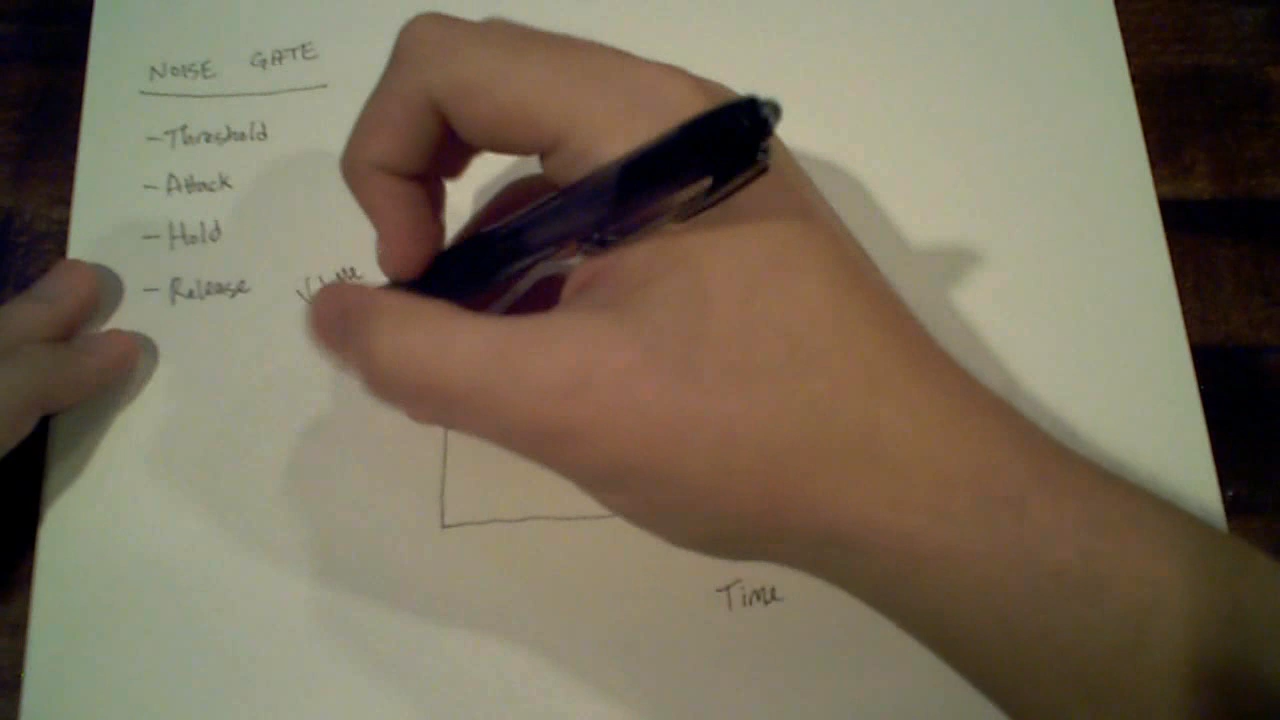 NOISE GATE
- Threshold
- Attack
- Hold
- Release
Time